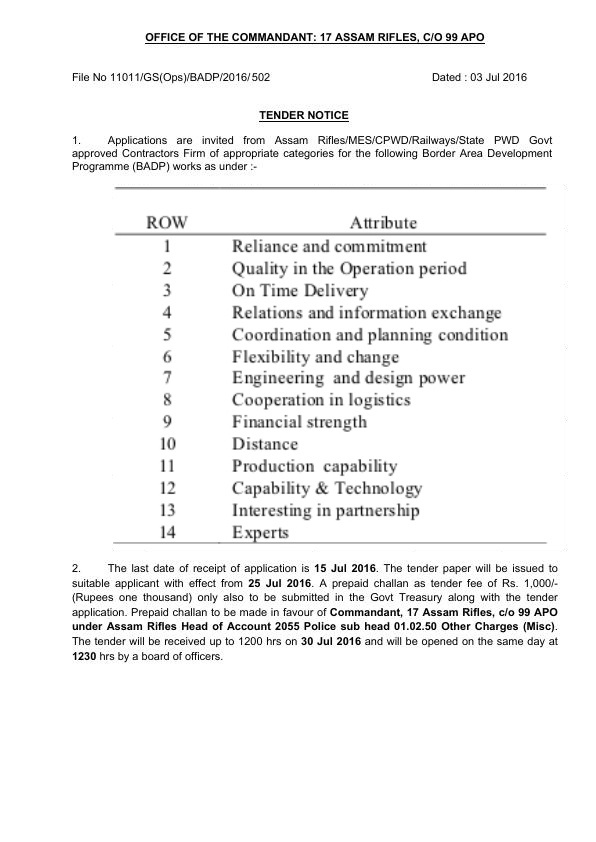 OFFICE OF THE COMMANDANT: 17 ASSAM RIFLES, C/O 99 APO
File No 11011/GS(Ops)/BADP/2016/502 Dated : 03 Jul 2016
TENDER NOTICE
1. Applications are invited from Assam Rifles/MES/CPWD/Railways/State PWD Govt
approved Contractors Firm of appropriate categories for the following Border Area Development
Programme (BADP) works as under :-
ROW Attribute
1 Reliance and commitment
2 Quality in the Operation period
3 On Time Delivery
4 Relations and information exchange
5 Coordination and planning condition
6 Flexibility and change
7 Engineering and design power
8 Cooperation in logistics
9 Financial strength
10 Distance
11 Production capability
12 Capability & Technology
13 Interesting in partnership
14 Experts
2. The last date of receipt of application is 15 Jul 2016. The tender paper will be issued to
suitable applicant with effect from 25 Jul 2016. A prepaid challan as tender fee of Rs. 1,000/-
(Rupees one thousand) only also to be submitted in the Govt Treasury along with the tender
application. Prepaid challan to be made in favour of Commandant, 17 Assam Rifles, c/o 99 APO
under Assam Rifles Head of Account 2055 Police sub head 01.02.50 Other Charges (Misc).
The tender will be received up to 1200 hrs on 30 Jul 2016 and will be opened on the same day at
1230 hrs by a board of officers.